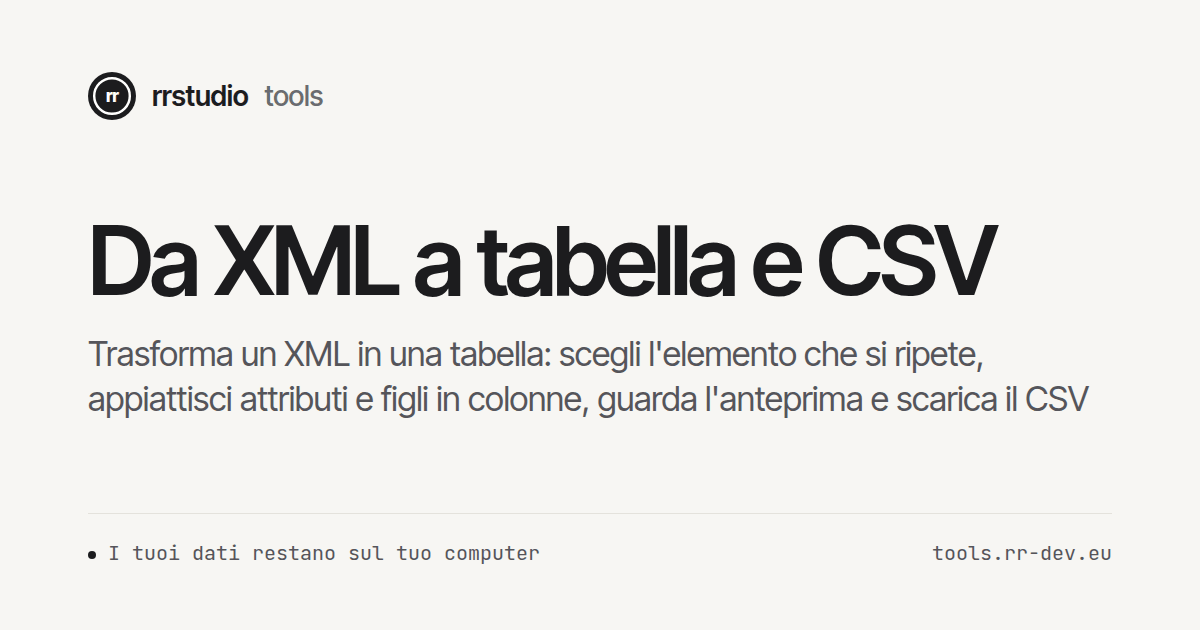 rr rrstudio tools
Da XML a tabella e CSV
Trasforma un XML in una tabella: scegli l'elemento che si ripete,
appiattisci attributi e figli in colonne, guarda l'anteprima e scarica il CSV
I tuoi dati restano sul tuo computer
tools.rr-dev.eu